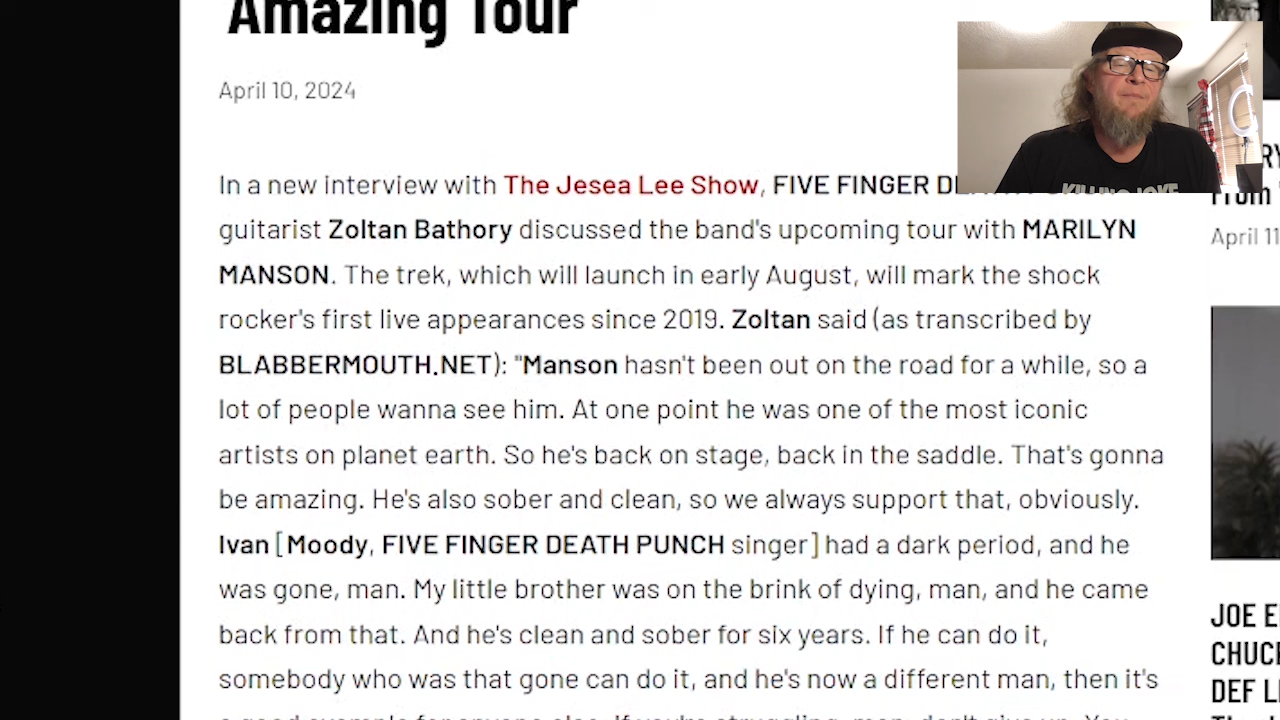 Amazing Tour
April 10, 2024
In a new interview with The Jesea Lee Show, FIVE FINGER
guitarist Zoltan Bathory discussed the band's upcoming tour with MARILYN
MANSON. The trek, which will launch in early August, will mark the shock
rocker's first live appearances since 2019. Zoltan said (as transcribed by
BLABBERMOUTH.NET): "Manson hasn't been out on the road for a while, so a
lot of people wanna see him. At one point he was one of the most iconic
artists on planet earth. So he's back on stage, back in the saddle. That's gonna
be amazing. He's also sober and clean, so we always support that, obviously.
Ivan [Moody, FIVE FINGER DEATH PUNCH singer] had a dark period, and he
was gone, man. My little brother was on the brink of dying, man, and he came
back from that. And he's clean and sober for six years. If he can do it,
somebody who was that gone can do it, and he's now a different man, then it's
KILLING JOKE
From
April 11
JOE E
CHUC
DEF L